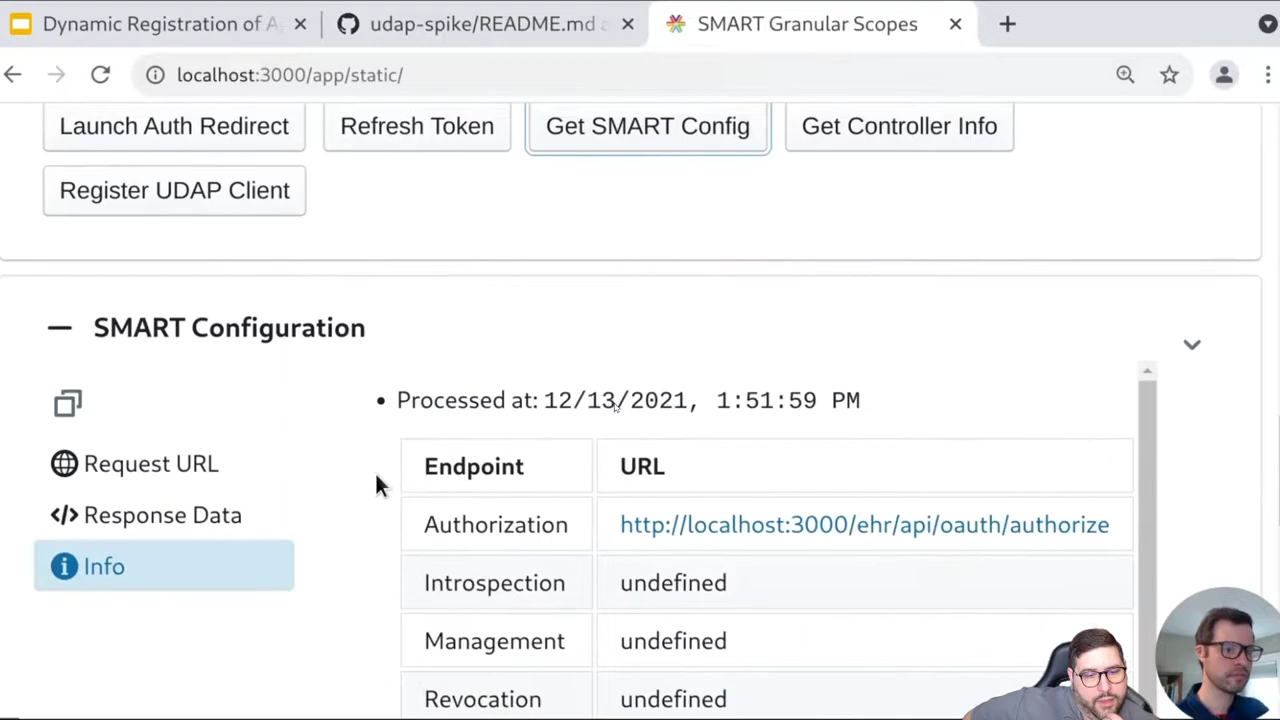 Dynamic Registration of A
udap-spike/README.md a
SMART Granular Scopes
localhost:3000/app/static/
Launch Auth Redirect
Refresh Token
Get SMART Config
Get Controller Info
Register UDAP Client
SMART Configuration
Request URL
</> Response Data
Info
• Processed at: 12/13/2021, 1:51:59 PM
Endpoint URL
Authorization http://localhost:3000/ehr/api/oauth/authorize
Introspection undefined
Management undefined
Revocation undefined